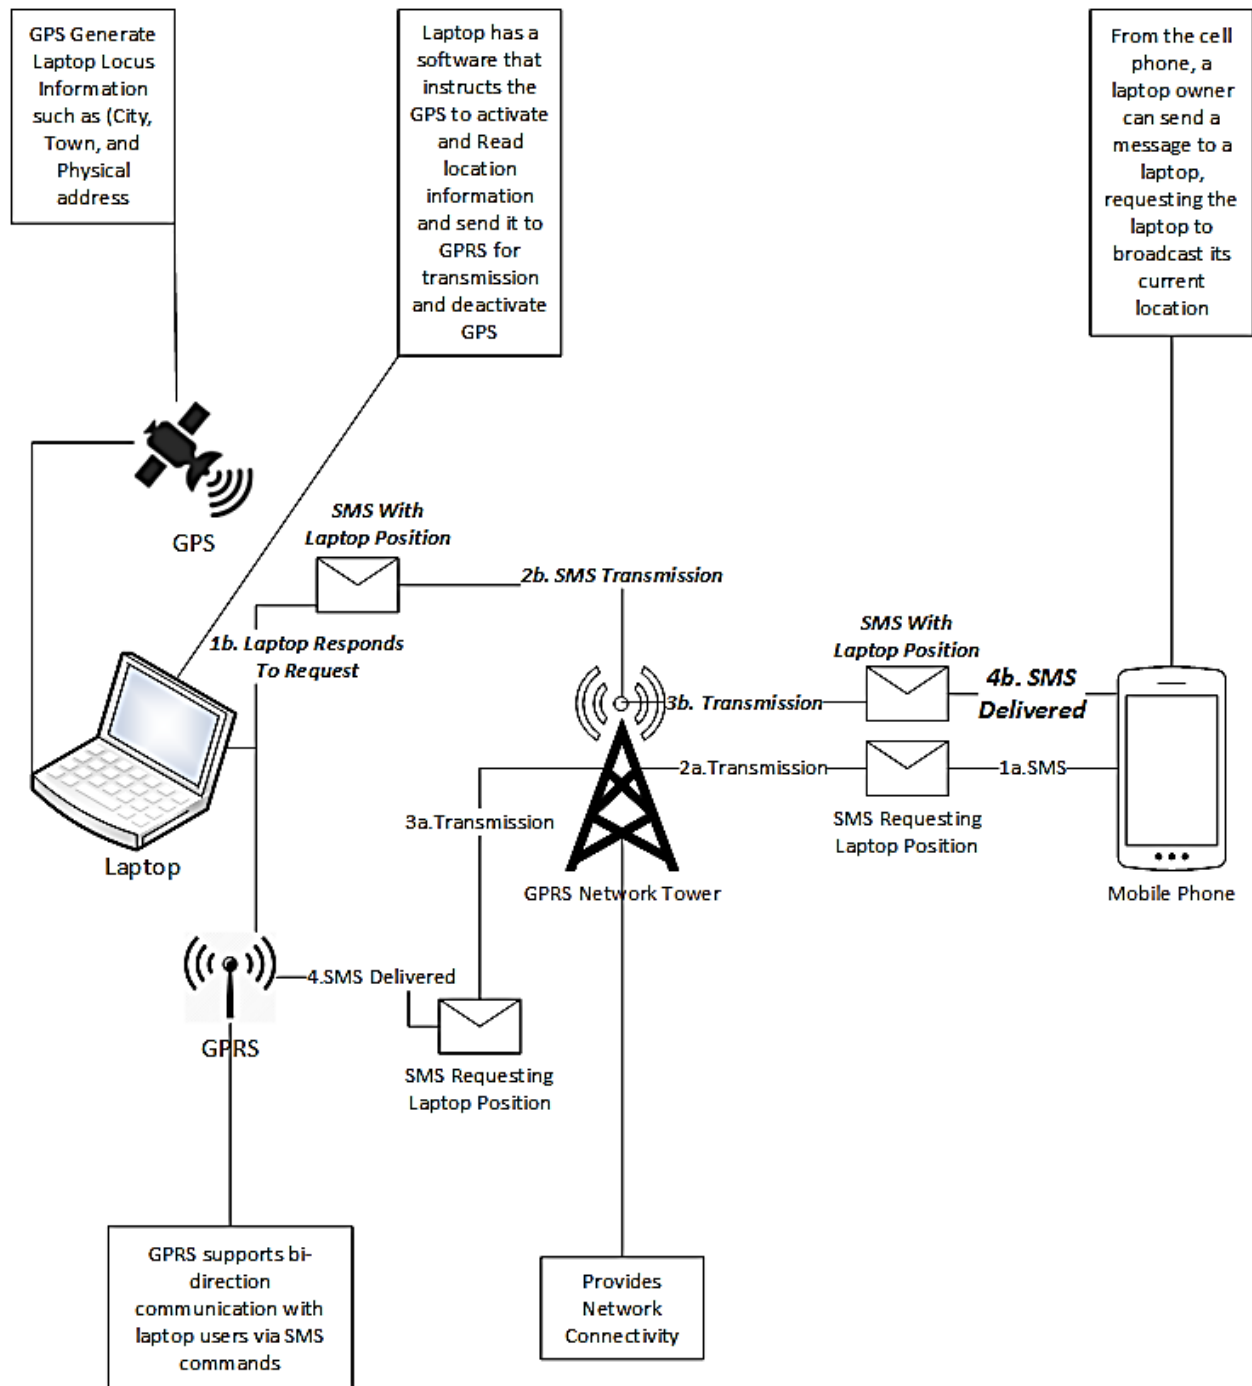 GPS Generate
Laptop Locus
Information
such as (City,
Town, and
Physical
address
Laptop has a
software that
instructs the
GPS to activate
and Read
location
information
and send it to
GPRS for
transmission
and deactivate
GPS
From the cell
phone, a
laptop owner
can send a
message to a
laptop,
requesting the
laptop to
broadcast its
current
location
GPS
SMS With
Laptop Position
2b. SMS Transmission
1b. Laptop Responds
To Request
SMS With
Laptop Position
3b. Transmission
4b. SMS
Delivered
2a.Transmission
1a.SMS
3a.Transmission
SMS Requesting
Laptop Position
Laptop
GPRS Network Tower
Mobile Phone
4.SMS Delivered
GPRS
SMS Requesting
Laptop Position
GPRS supports bi-
direction
communication with
laptop users via SMS
commands
Provides
Network
Connectivity